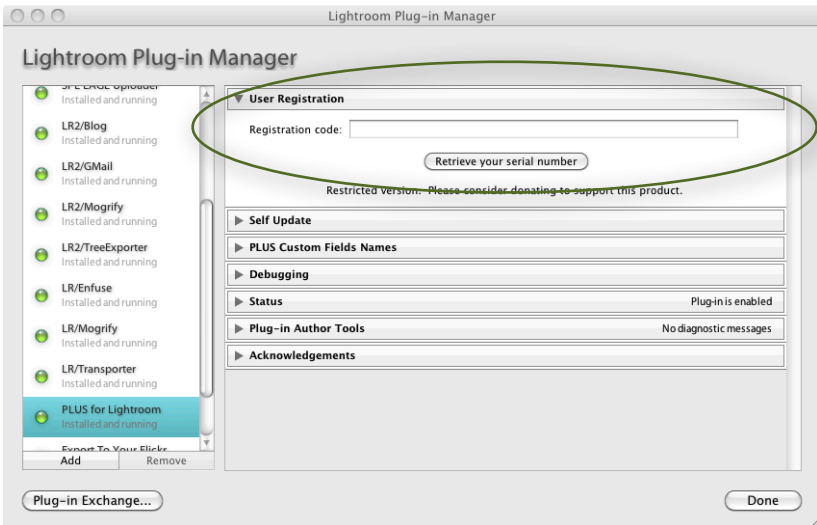 Lightroom Plug-in Manager
Lightroom Plug-in Manager
Installed and running
LR2/Blog
Installed and running
LR2/GMail
Installed and running
LR2/Mogrify
Installed and running
LR2/TreeExporter
Installed and running
LR/Enfuse
Installed and running
LR/Mogrify
Installed and running
LR/Transporter
Installed and running
PLUS for Lightroom
Installed and running
Export To Your Flickr
Add Remove
User Registration
Registration code:
Retrieve your serial number
Restricted version. Please consider donating to support this product.
Self Update
PLUS Custom Fields Names
Debugging
Status Plug-in is enabled
Plug-in Author Tools No diagnostic messages
Acknowledgements
Plug-in Exchange... Done